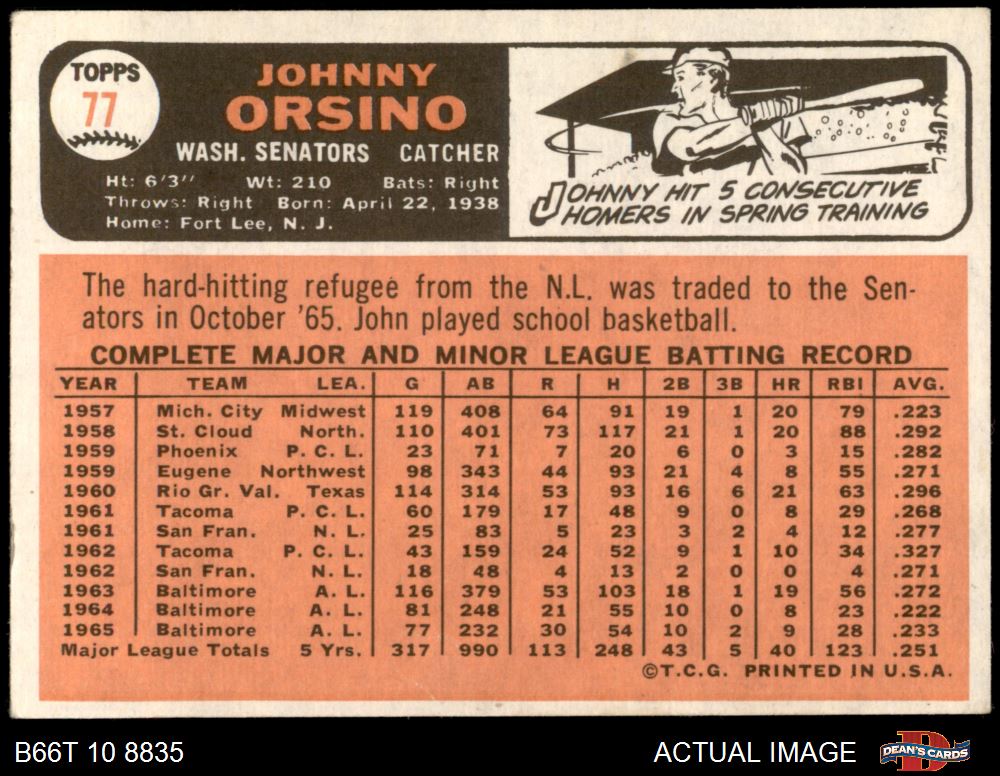 TOPPS
77
JOHNNY
ORSINO
WASH. SENATORS CATCHER
Ht: 6'3" Wt: 210 Bats: Right
Throws: Right Born: April 22, 1938
Home: Fort Lee, N. J.
JOHNNY HIT 5 CONSECUTIVE
HOMERS IN SPRING TRAINING
The hard-hitting refugee from the N.L. was traded to the Sen-
ators in October '65. John played school basketball.
COMPLETE MAJOR AND MINOR LEAGUE BATTING RECORD
YEAR TEAM LEA. G AB R H 2B 3B HR RBI AVG.
1957 Mich. City Midwest 119 408 64 91 19 1 20 79 .223
1958 St. Cloud North. 110 401 73 117 21 1 20 88 .292
1959 Phoenix P. C. L. 23 71 7 20 6 0 3 15 .282
1959 Eugene Northwest 98 343 44 93 21 4 8 55 .271
1960 Rio Gr. Val. Texas 114 314 53 93 16 6 21 63 .296
1961 Tacoma P. C. L. 60 179 17 48 9 0 8 29 .268
1961 San Fran. N. L. 25 83 5 23 3 2 4 12 .277
1962 Tacoma P. C. L. 43 159 24 52 9 1 10 34 .327
1962 San Fran. N. L. 18 48 4 13 2 0 0 4 .271
1963 Baltimore A. L. 116 379 53 103 18 1 19 56 .272
1964 Baltimore A. L. 81 248 21 55 10 0 8 23 .222
1965 Baltimore A. L. 77 232 30 54 10 2 9 28 .233
Major League Totals 5 Yrs. 317 990 113 248 43 5 40 123 .251
©T.C.G. PRINTED IN U.S.A.
B66T 10 8835 ACTUAL IMAGE DEAN'S CARDS